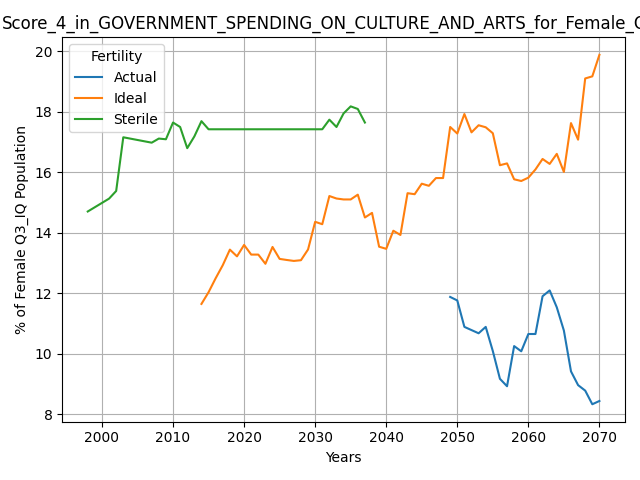 Score_4_in_GOVERNMENT_SPENDING_ON_CULTURE_AND_ARTS_for_Female_
Fertility
Actual
Ideal
Sterile
% of Female Q3_IQ Population
20
18
16
14
12
10
8
2000 2010 2020 2030 2040 2050 2060 2070
Years